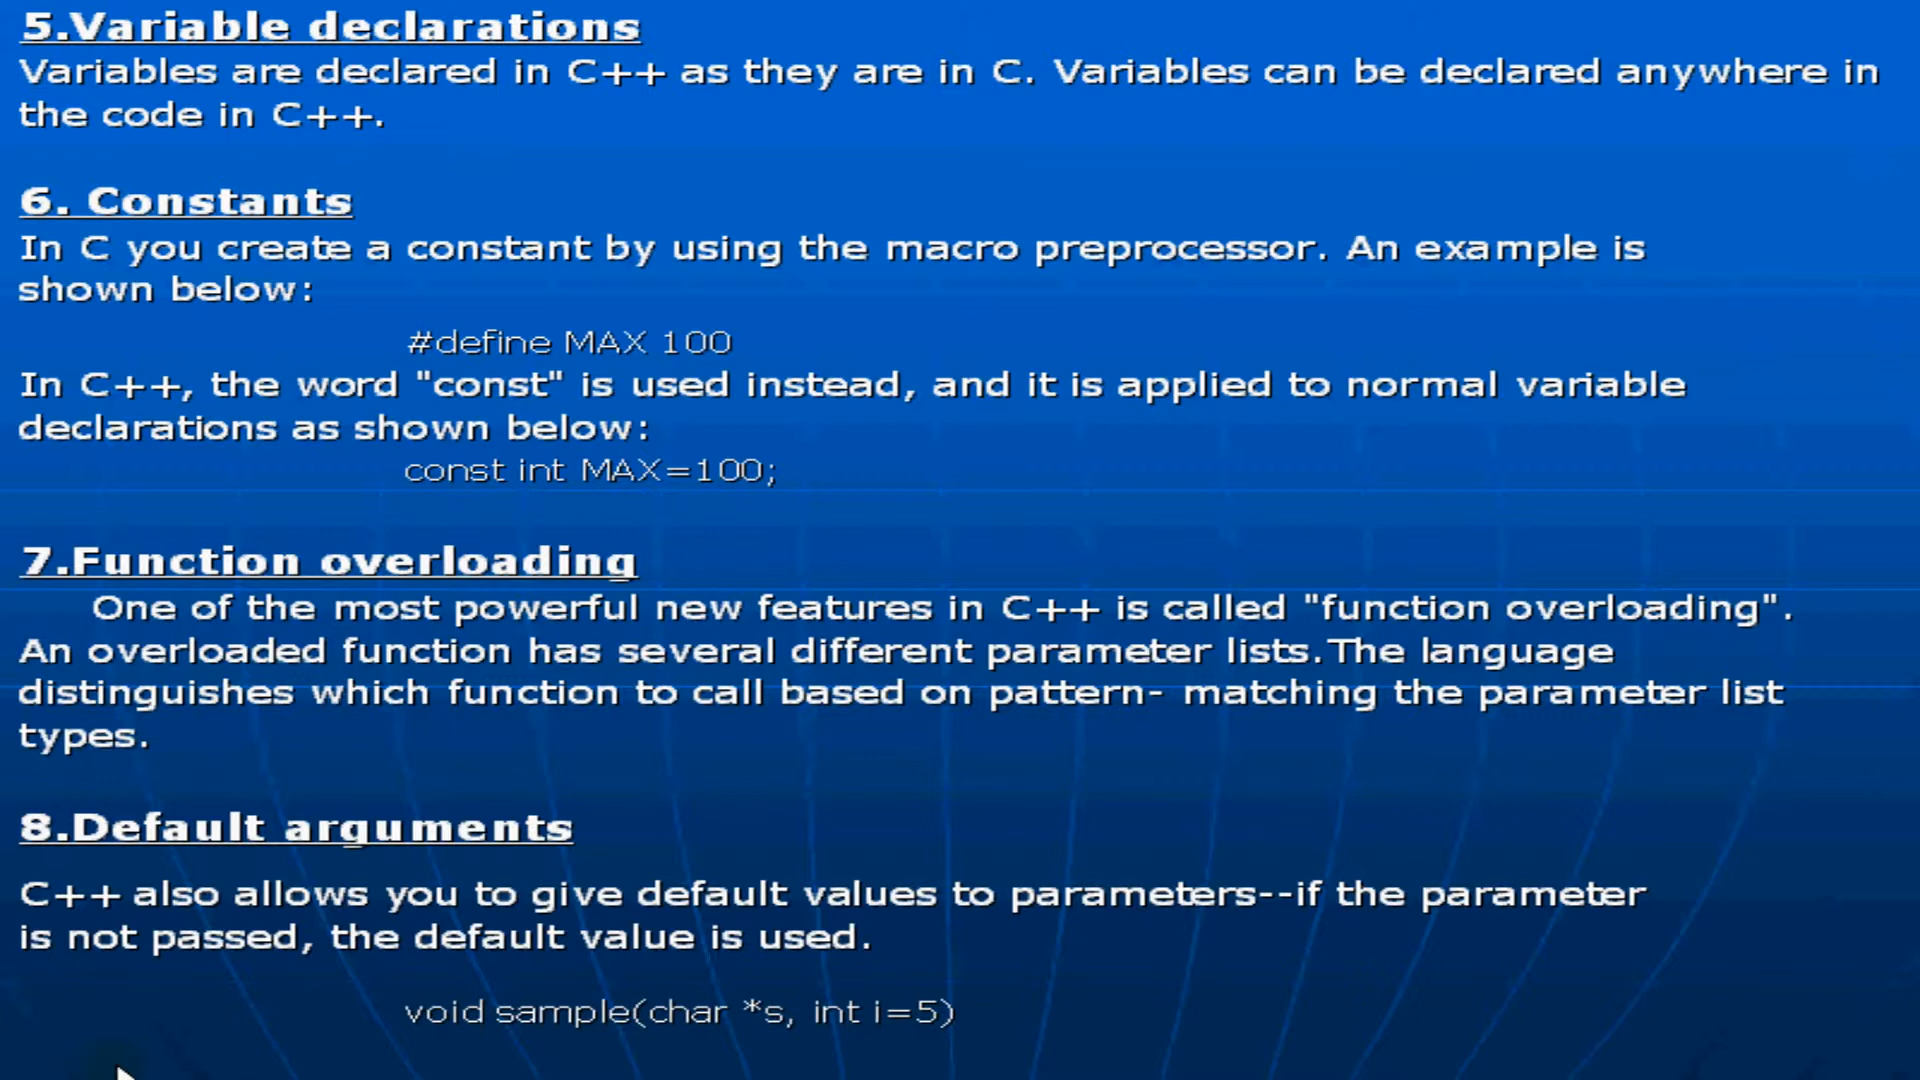 5.Variable declarations
Variables are declared in C++ as they are in C. Variables can be declared anywhere in
the code in C++.
6. Constants
In C you create a constant by using the macro preprocessor. An example is
shown below:
#define MAX 100
In C++, the word "const" is used instead, and it is applied to normal variable
declarations as shown below:
const int MAX=100;
7.Function overloading
One of the most powerful new features in C++ is called "function overloading".
An overloaded function has several different parameter lists.The language
distinguishes which function to call based on pattern- matching the parameter list
types.
8.Default arguments
C++ also allows you to give default values to parameters--if the parameter
is not passed, the default value is used.
void sample(char *s, int i=5)